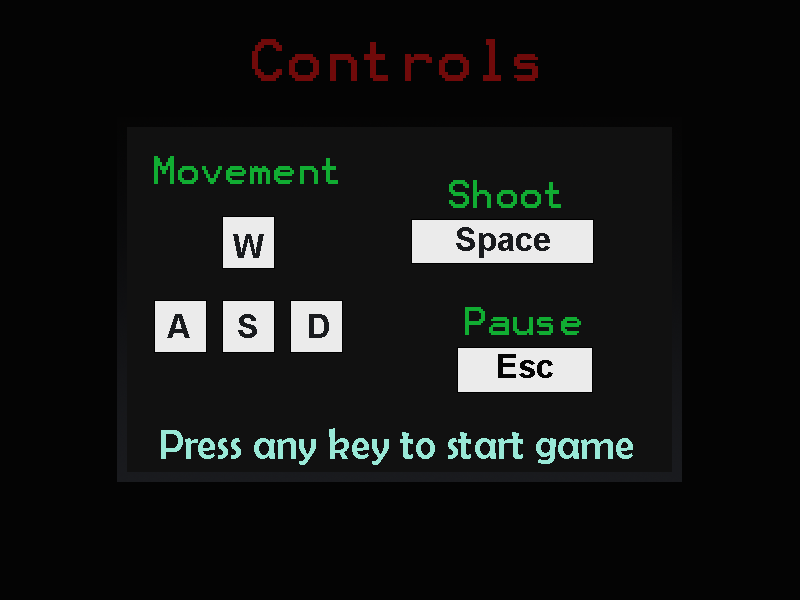 Controls
Movement
W
A S D
Shoot
Space
Pause
Esc
Press any key to start game